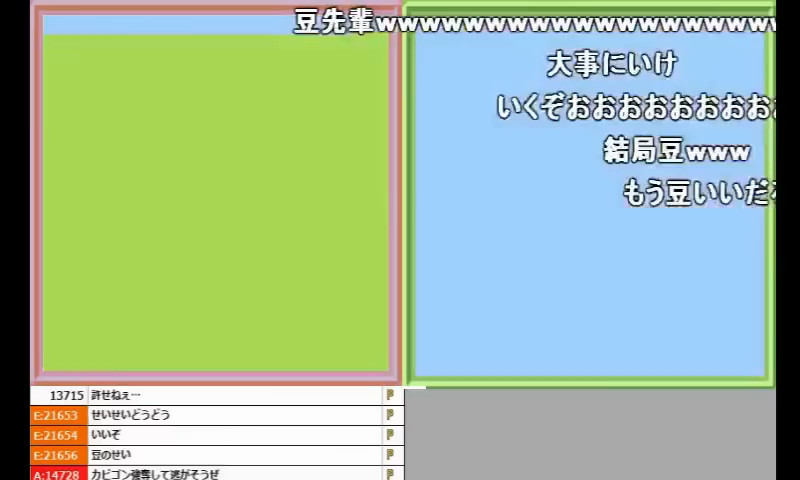 豆先輩wwwwwwwwwwwwwwwwwwww
大事にいけ
いくぞおおおおおおおお
結局豆www
もう豆いいだろ
13715 許せねぇ… P
E:21653 せいせいどうどう P
E:21654 いいぞ P
E:21656 豆のせい P
A:14728 カビゴン強奪して逃がそうぜ P